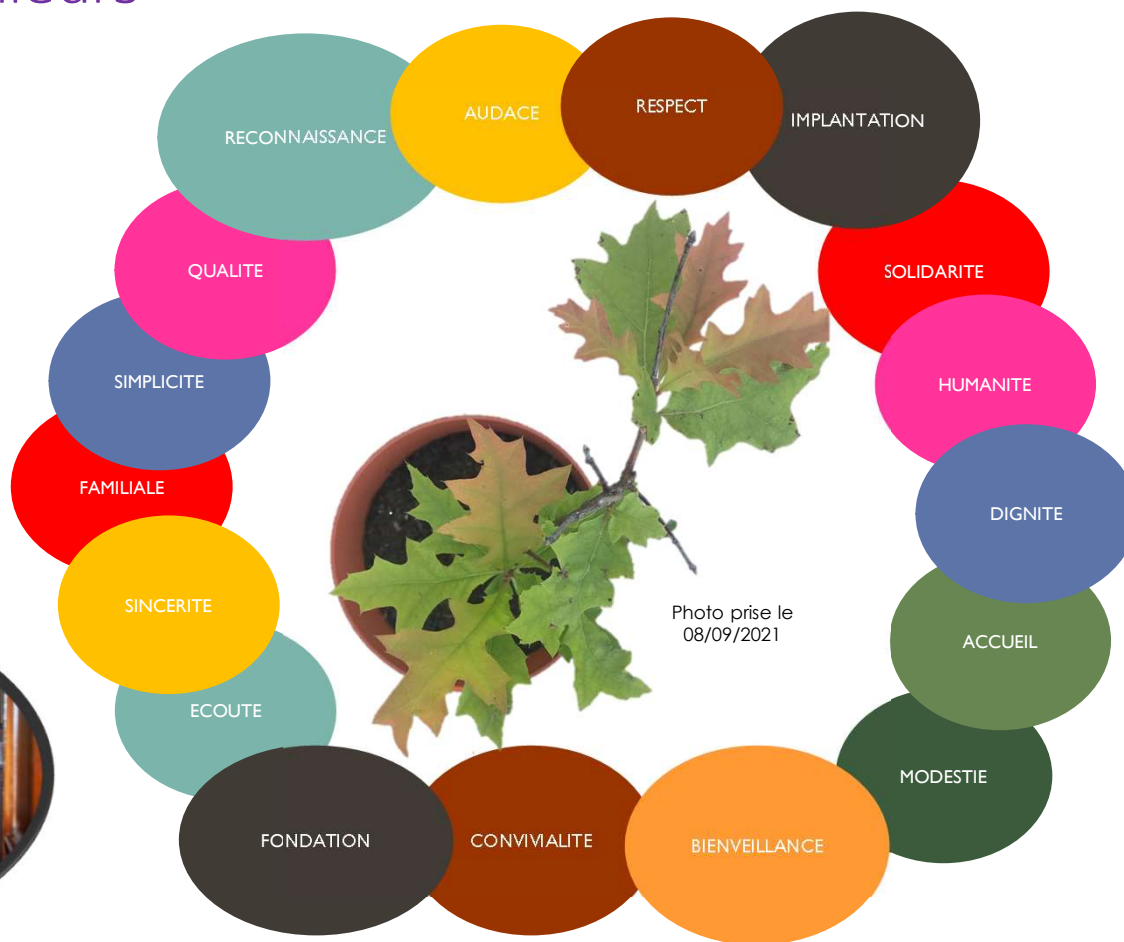 RECONNAISSANCE
AUDACE
RESPECT
IMPLANTATION
SOLIDARITE
HUMANITE
DIGNITE
ACCUEIL
MODESTIE
BIENVEILLANCE
CONVIVIALITE
FONDATION
ECOUTE
SINCERITE
FAMILIALE
SIMPLICITE
QUALITE
Photo prise le
08/09/2021